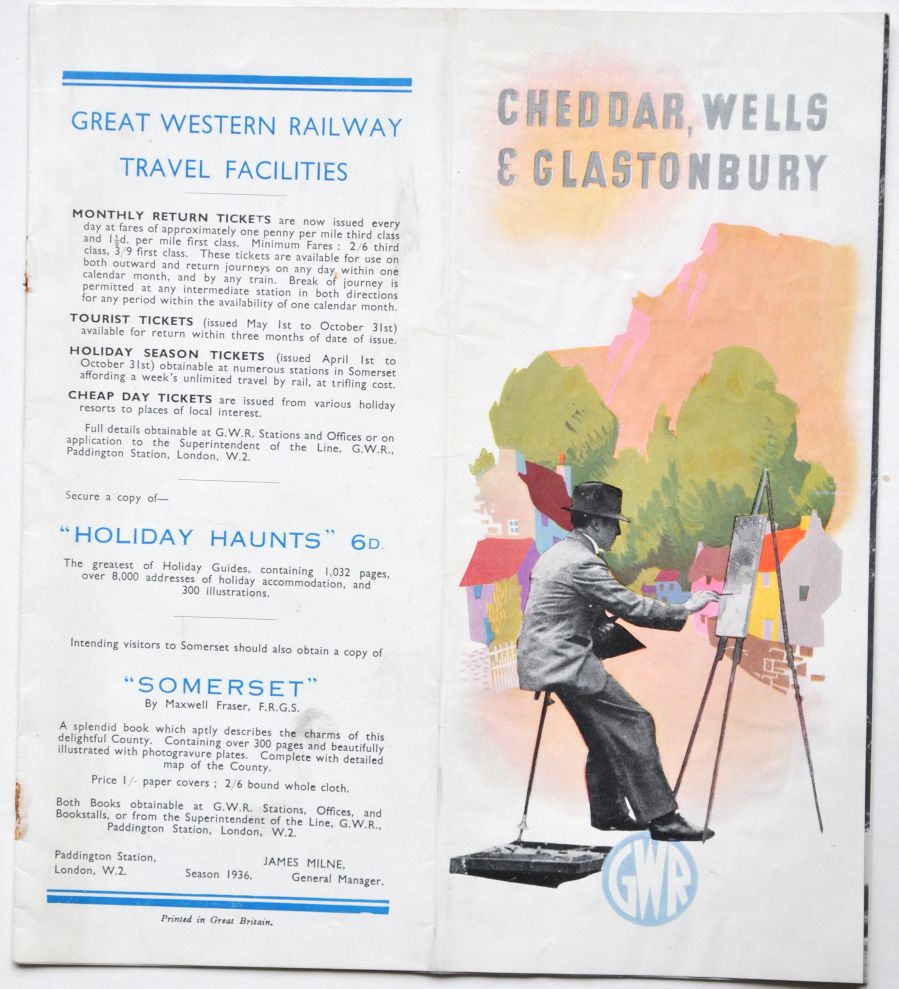 GREAT WESTERN RAILWAY
TRAVEL FACILITIES
MONTHLY RETURN TICKETS are now issued every
day at fares of approximately one penny per mile third class
and 1½d. per mile first class. Minimum Fares : 2/6 third
class, 3/9 first class. These tickets are available for use on
both outward and return journeys on any day within one
calendar month, and by any train. Break of journey is
permitted at any intermediate station in both directions
for any period within the availability of one calendar month.
TOURIST TICKETS (issued May 1st to October 31st)
available for return within three months of date of issue.
HOLIDAY SEASON TICKETS (issued April 1st to
October 31st) obtainable at numerous stations in Somerset
affording a week's unlimited travel by rail, at trifling cost.
CHEAP DAY TICKETS are issued from various holiday
resorts to places of local interest.
Full details obtainable at G.W.R. Stations and Offices or on
application to the Superintendent of the Line, G.W.R.,
Paddington Station, London, W.2.
Secure a copy of—
"HOLIDAY HAUNTS" 6D.
The greatest of Holiday Guides, containing 1,032 pages,
over 8,000 addresses of holiday accommodation, and
300 illustrations.
Intending visitors to Somerset should also obtain a copy of
"SOMERSET"
By Maxwell Fraser, F.R.G.S.
A splendid book which aptly describes the charms of this
delightful County. Containing over 300 pages and beautifully
illustrated with photogravure plates. Complete with detailed
map of the County.
Price 1/- paper covers ; 2/6 bound whole cloth.
Both Books obtainable at G.W.R. Stations, Offices, and
Bookstalls, or from the Superintendent of the Line, G.W.R.,
Paddington Station, London, W.2.
Paddington Station,
London, W.2.
Season 1936.
JAMES MILNE,
General Manager.
Printed in Great Britain.
CHEDDAR, WELLS
& GLASTONBURY
GWR